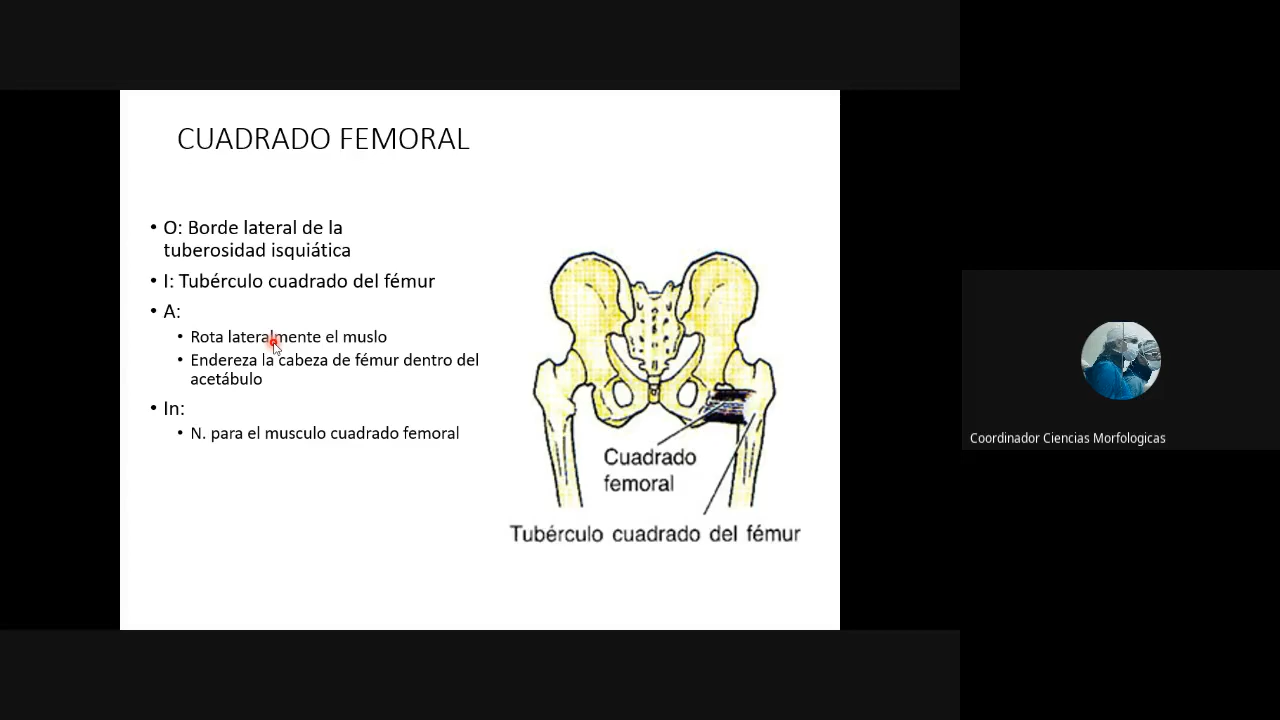 CUADRADO FEMORAL
• O: Borde lateral de la
tuberosidad isquiática
• I: Tubérculo cuadrado del fémur
• A:
• Rota lateralmente el muslo
• Endereza la cabeza de fémur dentro del
acetábulo
• In:
• N. para el musculo cuadrado femoral
Cuadrado
femoral
Tubérculo cuadrado del fémur
Coordinador Ciencias Morfologicas